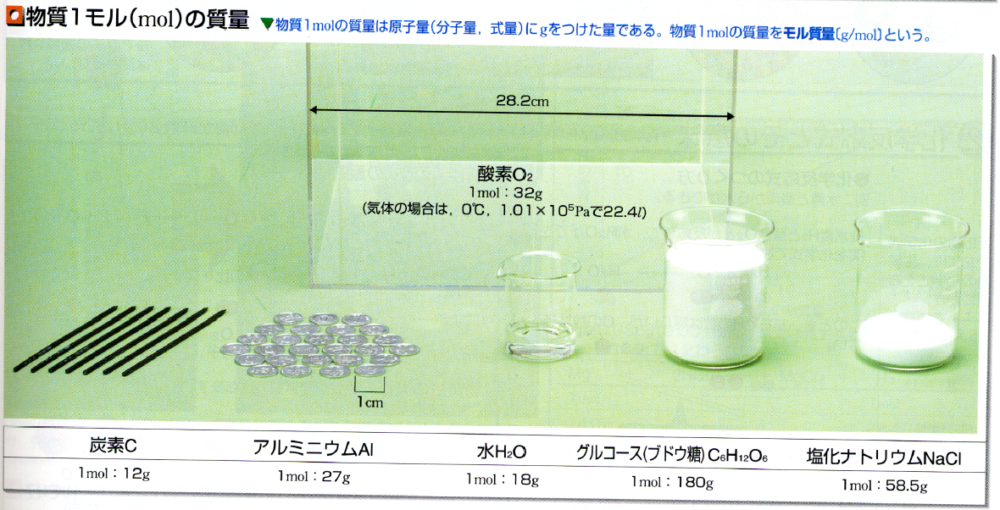 物質1モル(mol)の質量
▼物質1molの質量は原子量(分子量，式量)にgをつけた量である。物質1molの質量をモル質量〔g/mol〕という。
28.2cm
酸素O₂
1mol：32g
(気体の場合は，0℃，1.01×10⁵Paで22.4l)
1cm
炭素C
アルミニウムAl
水H₂O
グルコース(ブドウ糖)C₆H₁₂O₆
塩化ナトリウムNaCl
1mol：12g
1mol：27g
1mol：18g
1mol：180g
1mol：58.5g